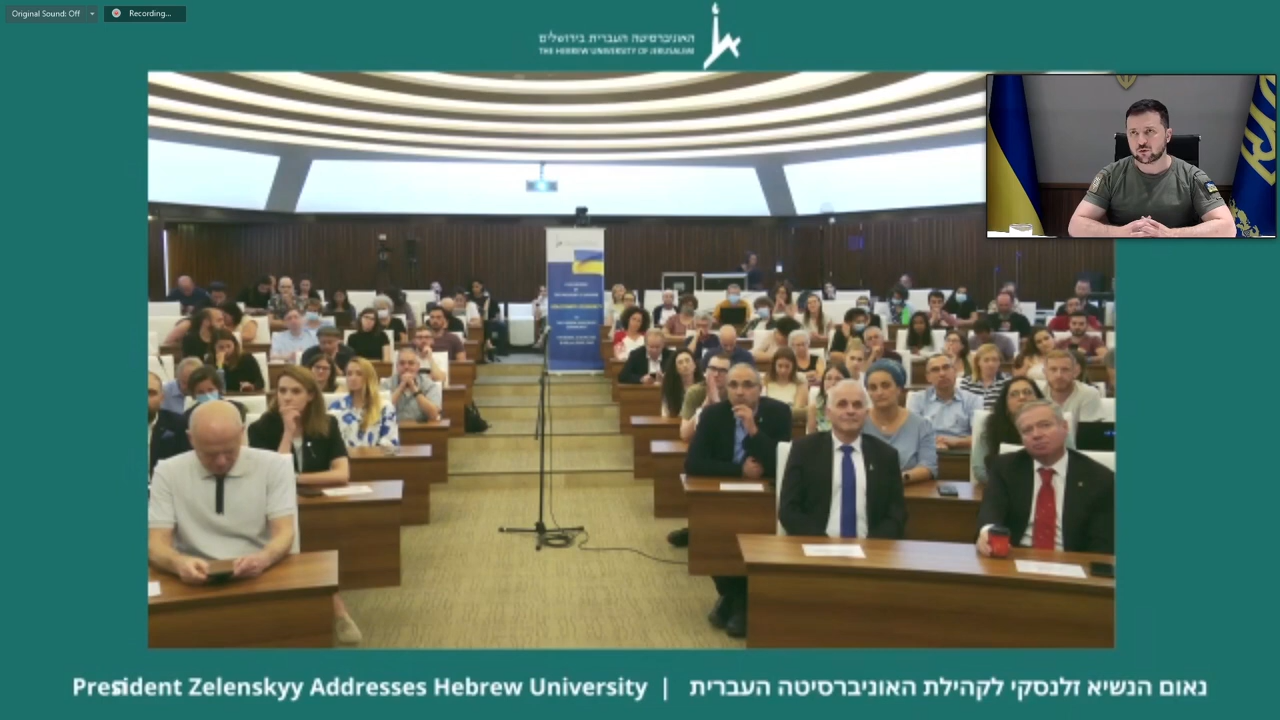 Original Sound: Off
Recording...
האוניברסיטה העברית בירושלים
THE HEBREW UNIVERSITY OF JERUSALEM
President Zelenskyy Addresses Hebrew University | נאום הנשיא זלנסקי לקהילת האוניברסיטה העברית